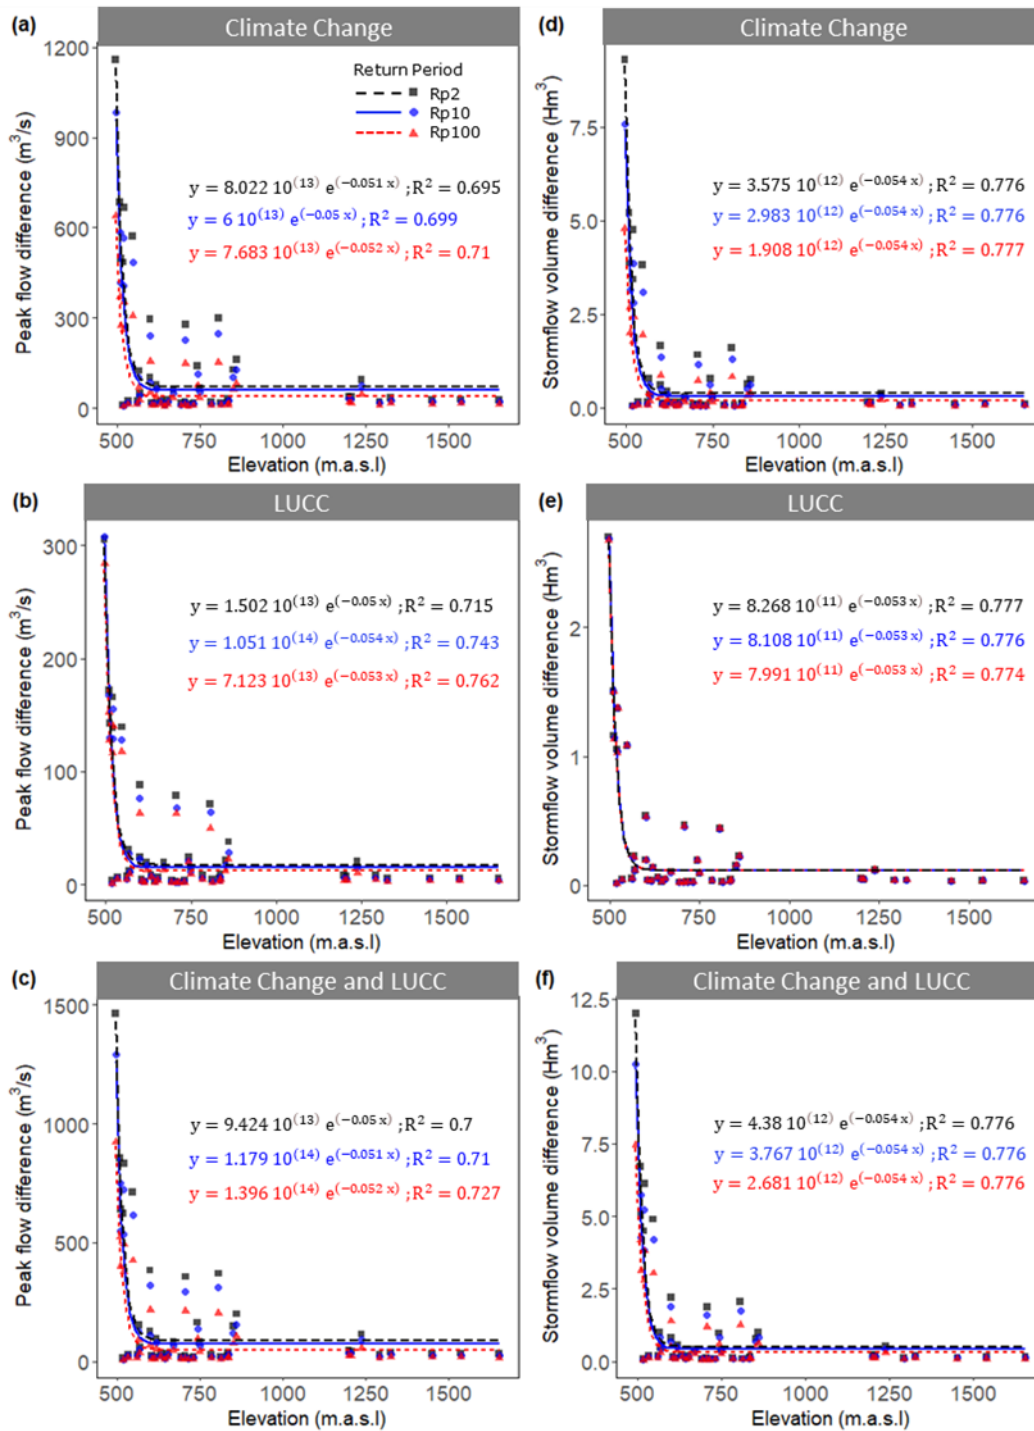 (a)
Climate Change
1200
900
600
300
0
Peak flow difference (m³/s)
Return Period
Rp2
Rp10
Rp100
y = 8.022 10^(13) e^(-0.051 x) ;R² = 0.695
y = 6 10^(13) e^(-0.05 x) ;R² = 0.699
y = 7.683 10^(13) e^(-0.052 x) ;R² = 0.71
500 750 1000 1250 1500
Elevation (m.a.s.l)
(d)
Climate Change
7.5
5.0
2.5
0.0
Stormflow volume difference (Hm³)
y = 3.575 10^(12) e^(-0.054 x) ;R² = 0.776
y = 2.983 10^(12) e^(-0.054 x) ;R² = 0.776
y = 1.908 10^(12) e^(-0.054 x) ;R² = 0.777
500 750 1000 1250 1500
Elevation (m.a.s.l)
(b)
LUCC
300
200
100
0
Peak flow difference (m³/s)
y = 1.502 10^(13) e^(-0.05 x) ;R² = 0.715
y = 1.051 10^(14) e^(-0.054 x) ;R² = 0.743
y = 7.123 10^(13) e^(-0.053 x) ;R² = 0.762
500 750 1000 1250 1500
Elevation (m.a.s.l)
(e)
LUCC
2
1
0
Stormflow volume difference (Hm³)
y = 8.268 10^(11) e^(-0.053 x) ;R² = 0.777
y = 8.108 10^(11) e^(-0.053 x) ;R² = 0.776
y = 7.991 10^(11) e^(-0.053 x) ;R² = 0.774
500 750 1000 1250 1500
Elevation (m.a.s.l)
(c)
Climate Change and LUCC
1500
1000
500
0
Peak flow difference (m³/s)
y = 9.424 10^(13) e^(-0.05 x) ;R² = 0.7
y = 1.179 10^(14) e^(-0.051 x) ;R² = 0.71
y = 1.396 10^(14) e^(-0.052 x) ;R² = 0.727
500 750 1000 1250 1500
Elevation (m.a.s.l)
(f)
Climate Change and LUCC
12.5
10.0
7.5
5.0
2.5
0.0
Stormflow volume difference (Hm³)
y = 4.38 10^(12) e^(-0.054 x) ;R² = 0.776
y = 3.767 10^(12) e^(-0.054 x) ;R² = 0.776
y = 2.681 10^(12) e^(-0.054 x) ;R² = 0.776
500 750 1000 1250 1500
Elevation (m.a.s.l)